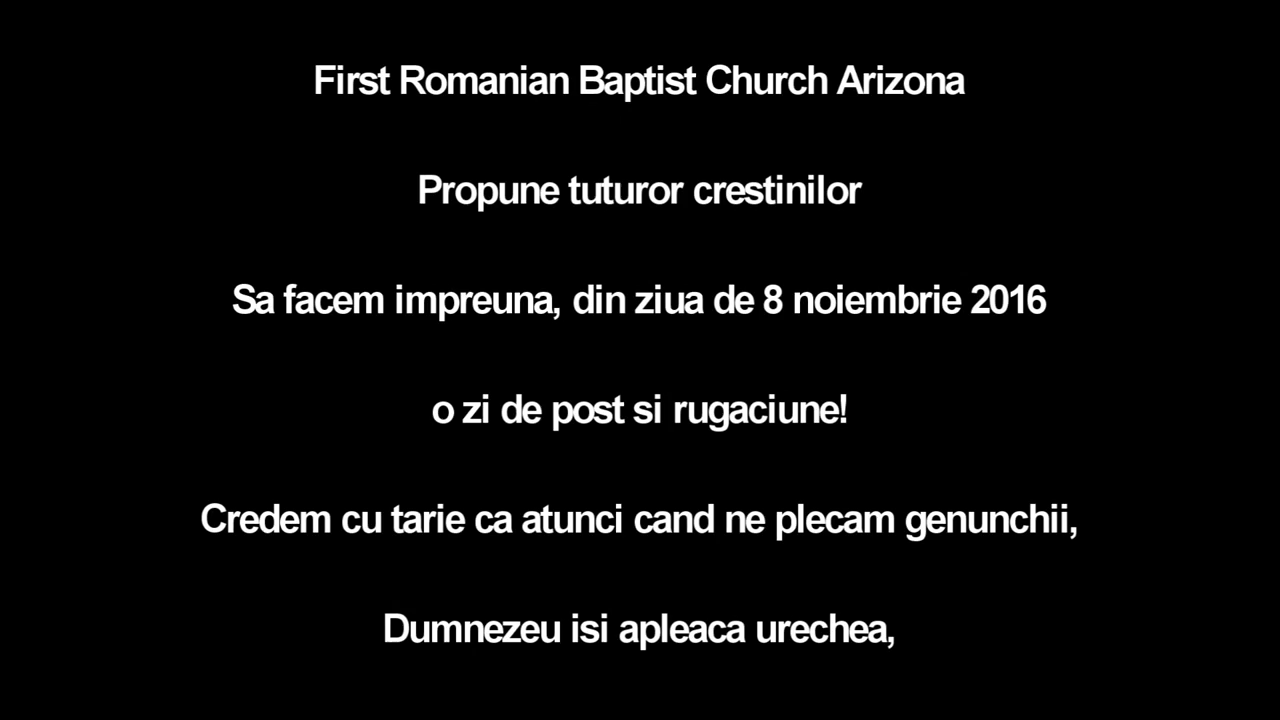 First Romanian Baptist Church Arizona
Propune tuturor crestinilor
Sa facem impreuna, din ziua de 8 noiembrie 2016
o zi de post si rugaciune!
Credem cu tarie ca atunci cand ne plecam genunchii,
Dumnezeu isi apleaca urechea,